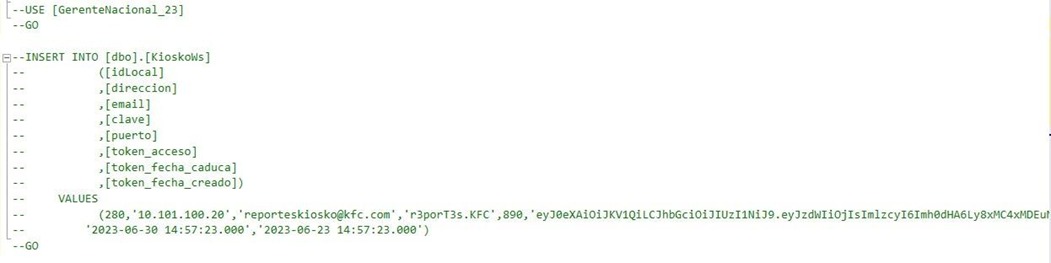 --USE [GerenteNacional_23]
--GO
--INSERT INTO [dbo].[KioskoWs]
--           ([idLocal]
--           ,[direccion]
--           ,[email]
--           ,[clave]
--           ,[puerto]
--           ,[token_acceso]
--           ,[token_fecha_caduca]
--           ,[token_fecha_creado])
--     VALUES
--           (280,'10.101.100.20','reporteskiosko@kfc.com','r3porT3s.KFC',890,'eyJ0eXAiOiJKV1QiLCJhbGciOiJIUzI1NiJ9.eyJzdWIiOjIsImlzcyI6Imh0dHA6Ly8xMC4xMDEu
--         '2023-06-30 14:57:23.000','2023-06-23 14:57:23.000')
--GO